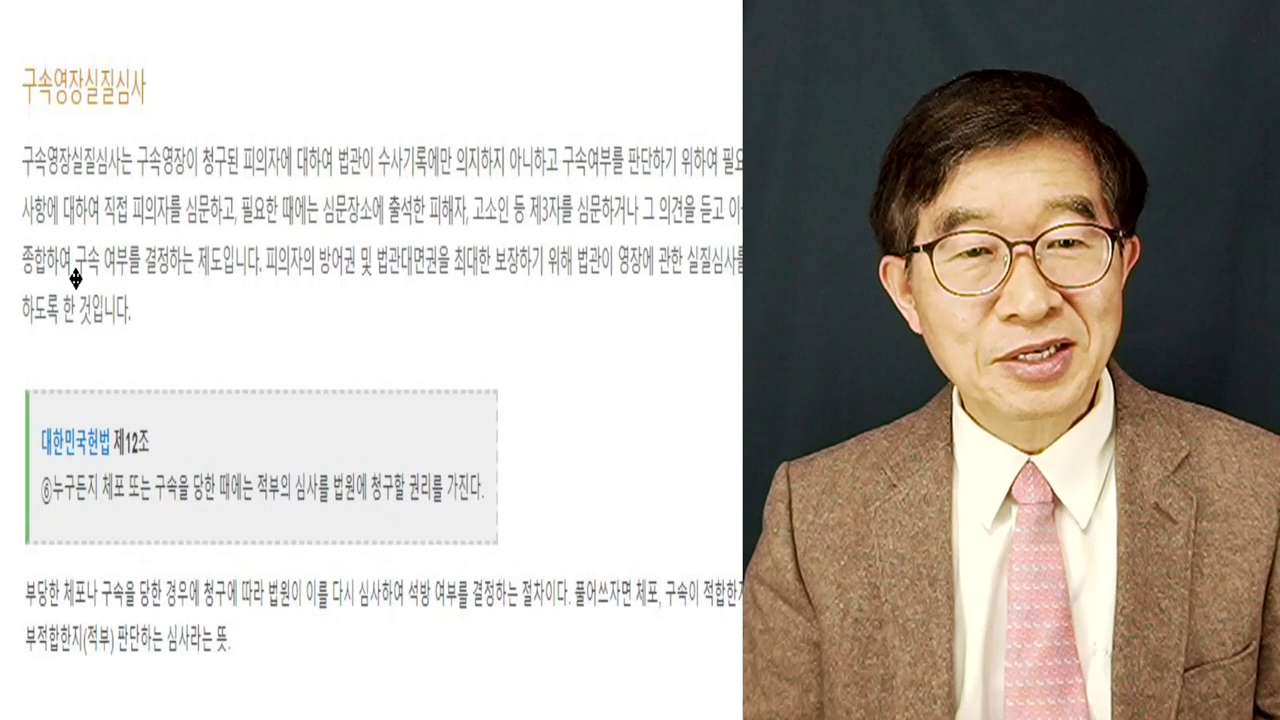 구속영장실질심사
구속영장실질심사는 구속영장이 청구된 피의자에 대하여 법관이 수사기록에만 의지하지 아니하고 구속여부를 판단하기 위하여
사항에 대하여 직접 피의자를 심문하고, 필요한 때에는 심문장소에 출석한 피해자, 고소인 등 제3자를 심문하거나 그 의견을 듣고
종합하여 구속 여부를 결정하는 제도입니다. 피의자의 방어권 및 법관대면권을 최대한 보장하기 위해 법관이 영장에 관한 실질심사를
하도록 한 것입니다.
대한민국헌법 제12조
⑥누구든지 체포 또는 구속을 당한 때에는 적부의 심사를 법원에 청구할 권리를 가진다.
부당한 체포나 구속을 당한 경우에 청구에 따라 법원이 이를 다시 심사하여 석방 여부를 결정하는 절차이다. 풀어쓰자면 체포, 구속이
부적합한지(적부) 판단하는 심사라는 뜻.